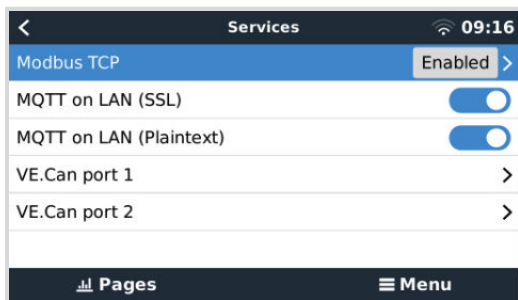 Services 09:16
Modbus TCP Enabled
MQTT on LAN (SSL)
MQTT on LAN (Plaintext)
VE.Can port 1
VE.Can port 2
Pages Menu